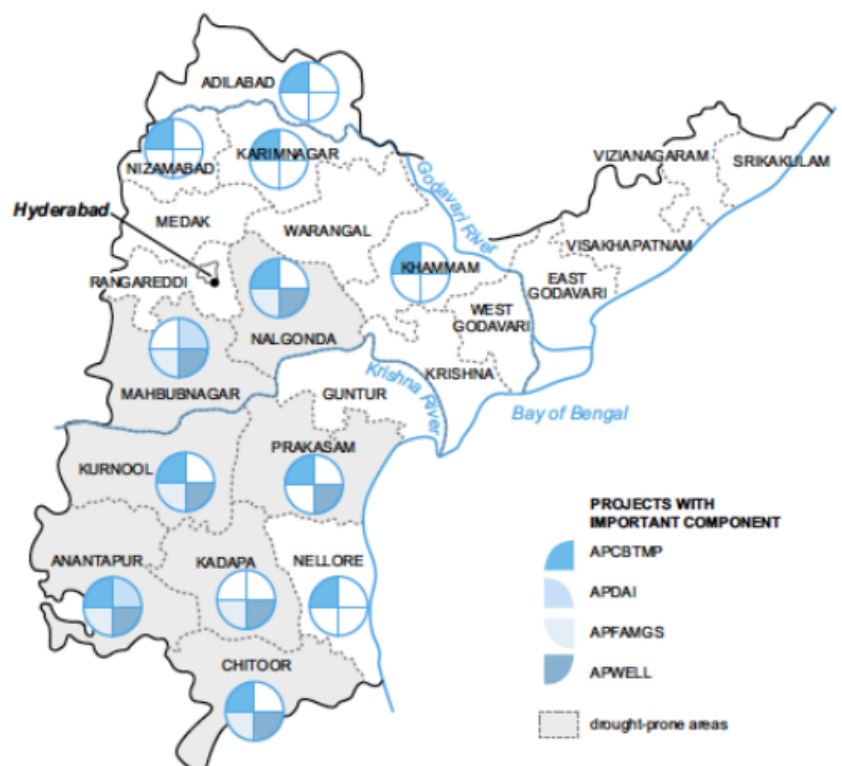 ADILABAD
NIZAMABAD
KARIMNAGAR
Godavari River
VIZIANAGARAM
SRIKAKULAM
Hyderabad
MEDAK
WARANGAL
VISAKHAPATNAM
RANGAREDDI
KHAMMAM
EAST
GODAVARI
WEST
GODAVARI
NALGONDA
MAHBUBNAGAR
Krishna River
KRISHNA
GUNTUR
Bay of Bengal
PRAKASAM
KURNOOL
ANANTAPUR
KADAPA
NELLORE
CHITOOR
PROJECTS WITH
IMPORTANT COMPONENT
APCBTMP
APDAI
APFAMGS
APWELL
drought-prone areas